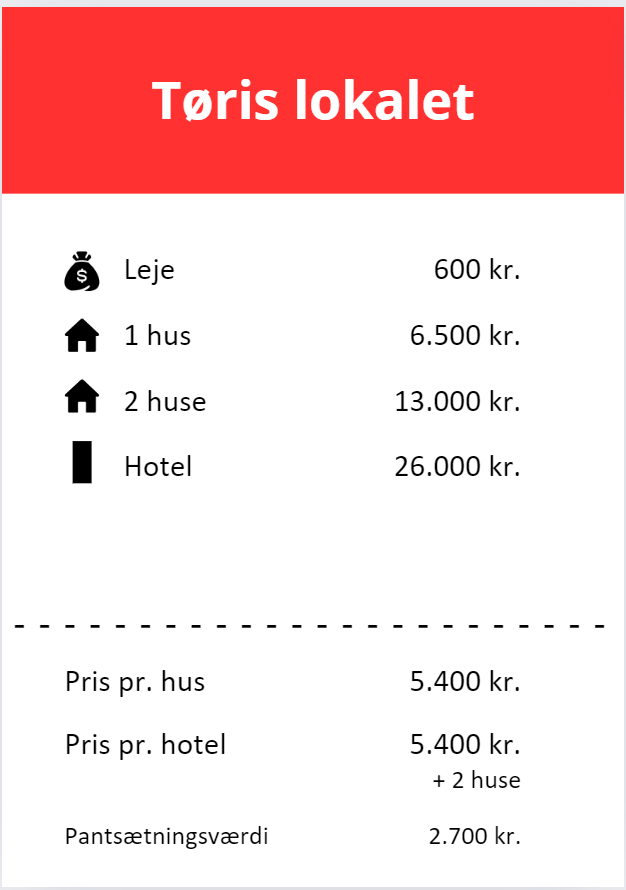 Tøris lokalet
$ Leje 600 kr.
1 hus 6.500 kr.
2 huse 13.000 kr.
Hotel 26.000 kr.
Pris pr. hus 5.400 kr.
Pris pr. hotel 5.400 kr.
+ 2 huse
Pantsætningsværdi 2.700 kr.